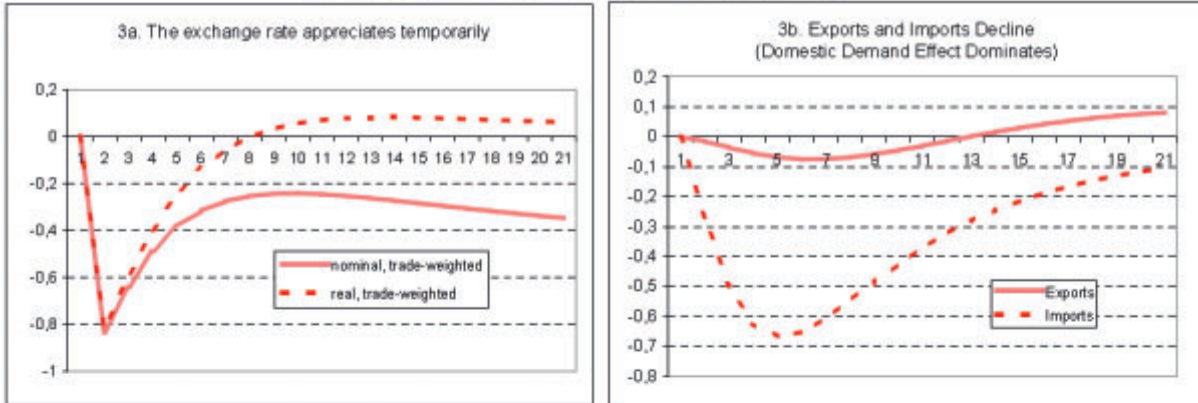 3a. The exchange rate appreciates temporarily
0,2
0
-0,2
-0,4
-0,6
-0,8
-1
1 2 3 4 5 6 7 8 9 10 11 12 13 14 15 16 17 18 19 20 21
nominal, trade-weighted
real, trade-weighted
3b. Exports and Imports Decline
(Domestic Demand Effect Dominates)
0,2
0,1
0
-0,1
-0,2
-0,3
-0,4
-0,5
-0,6
-0,7
-0,8
1 3 5 7 9 11 13 15 17 19 21
Exports
Imports